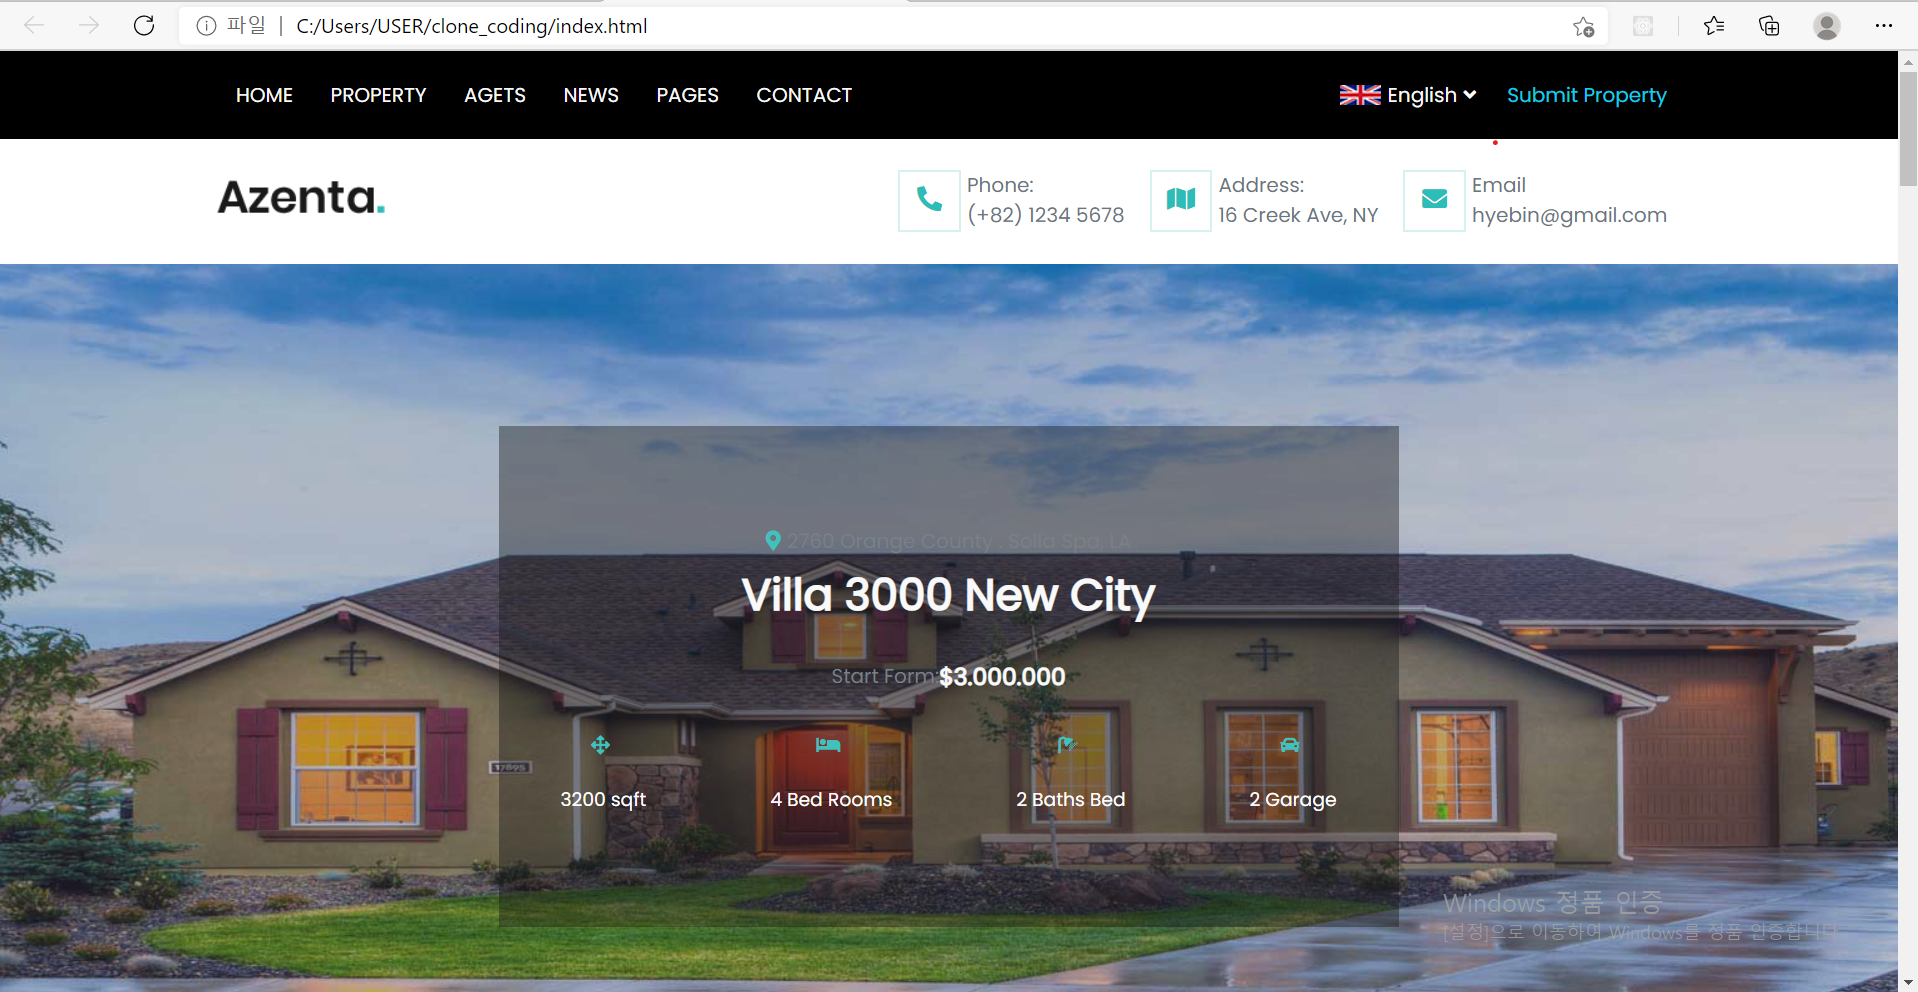 파일 | C:/Users/USER/clone_coding/index.html
HOME PROPERTY AGETS NEWS PAGES CONTACT English Submit Property
Azenta.
Phone:
(+82) 1234 5678
Address:
16 Creek Ave, NY
Email
hyebin@gmail.com
2760 Orange County , Solla Spa, LA
Villa 3000 New City
Start Form:$3.000.000
17895
3200 sqft 4 Bed Rooms 2 Baths Bed 2 Garage
Windows 정품 인증
[설정]으로 이동하여 Windows를 정품 인증합니다.